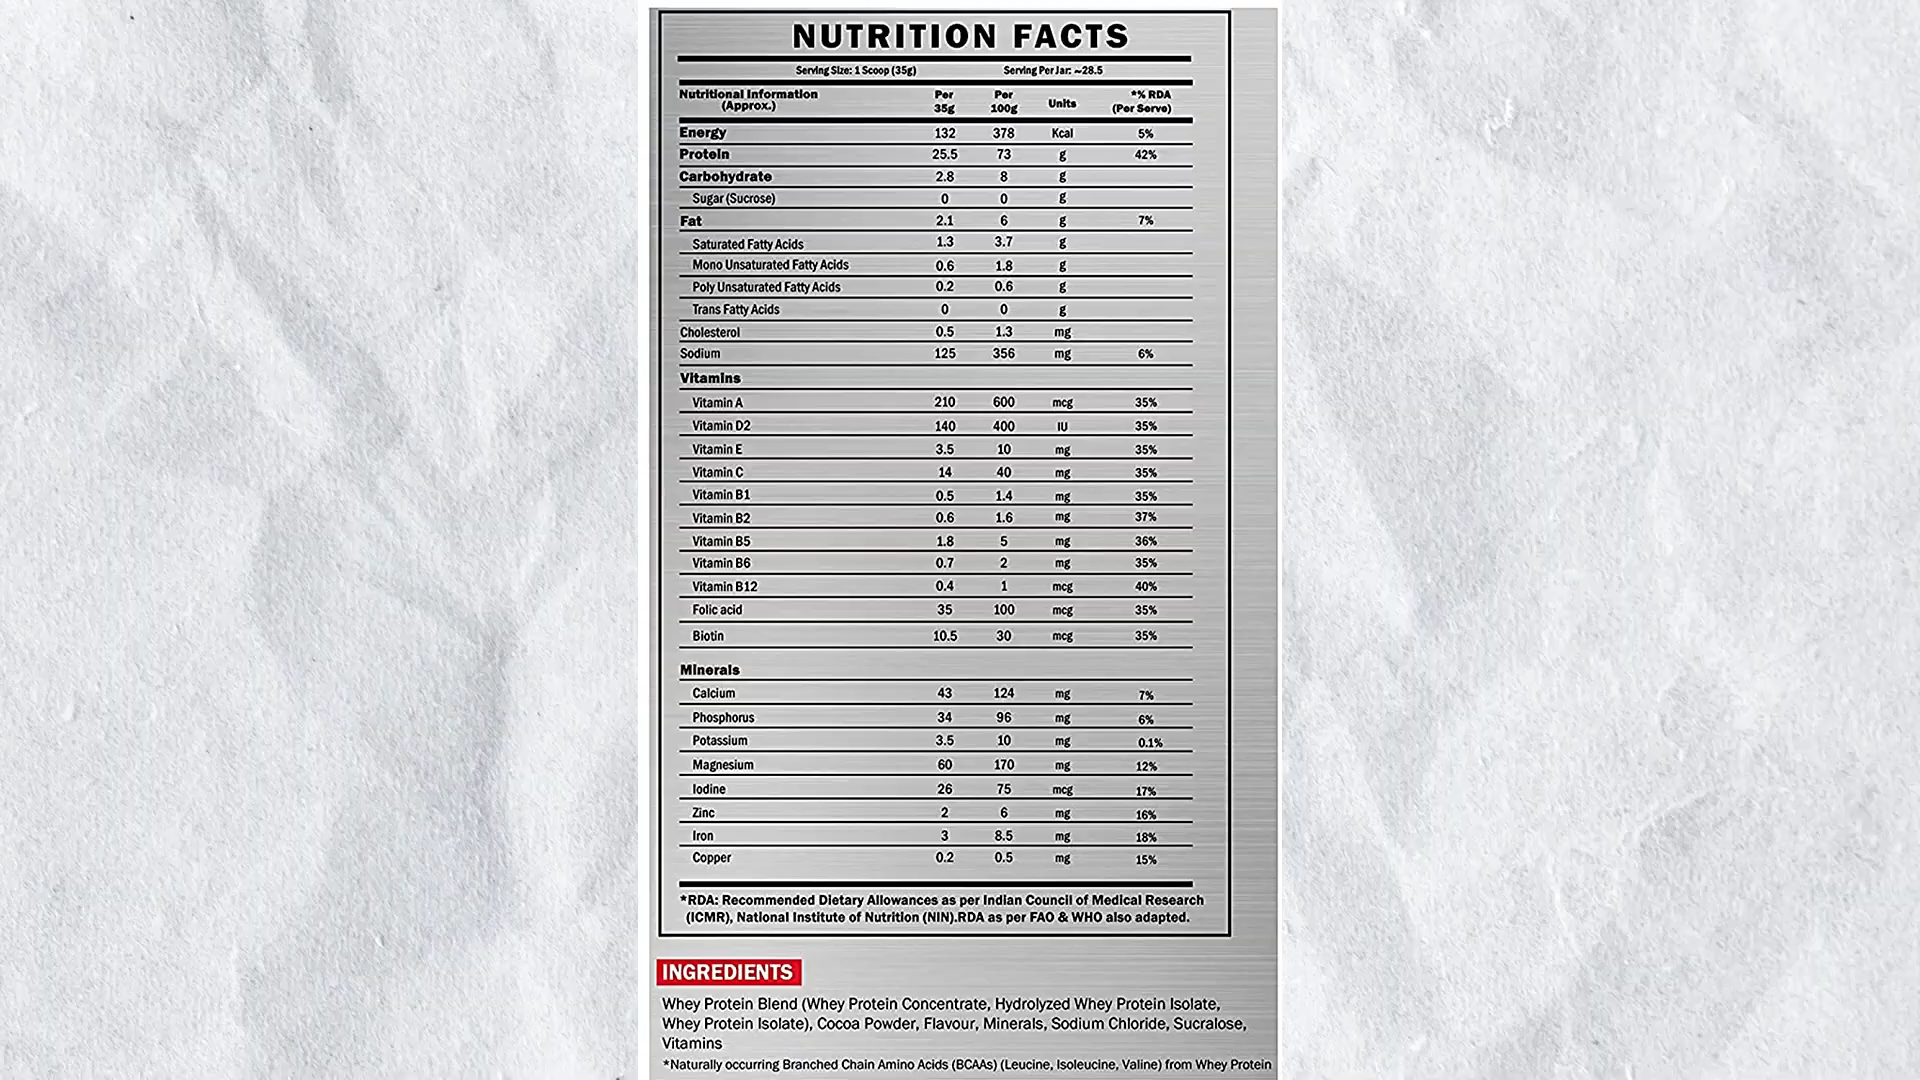 NUTRITION FACTS
Serving Size: 1 Scoop (35g) Serving Per Jar: ~28.5
Nutritional Information (Approx.) Per 35g Per 100g Units *% RDA (Per Serve)
Energy 132 378 Kcal 5%
Protein 25.5 73 g 42%
Carbohydrate 2.8 8 g
Sugar (Sucrose) 0 0 g
Fat 2.1 6 g 7%
Saturated Fatty Acids 1.3 3.7 g
Mono Unsaturated Fatty Acids 0.6 1.8 g
Poly Unsaturated Fatty Acids 0.2 0.6 g
Trans Fatty Acids 0 0 g
Cholesterol 0.5 1.3 mg
Sodium 125 356 mg 6%
Vitamins
Vitamin A 210 600 mcg 35%
Vitamin D2 140 400 IU 35%
Vitamin E 3.5 10 mg 35%
Vitamin C 14 40 mg 35%
Vitamin B1 0.5 1.4 mg 35%
Vitamin B2 0.6 1.6 mg 37%
Vitamin B5 1.8 5 mg 36%
Vitamin B6 0.7 2 mg 35%
Vitamin B12 0.4 1 mcg 40%
Folic acid 35 100 mcg 35%
Biotin 10.5 30 mcg 35%
Minerals
Calcium 43 124 mg 7%
Phosphorus 34 96 mg 6%
Potassium 3.5 10 mg 0.1%
Magnesium 60 170 mg 12%
Iodine 26 75 mcg 17%
Zinc 2 6 mg 16%
Iron 3 8.5 mg 18%
Copper 0.2 0.5 mg 15%
*RDA: Recommended Dietary Allowances as per Indian Council of Medical Research
(ICMR), National Institute of Nutrition (NIN).RDA as per FAO & WHO also adapted.
INGREDIENTS
Whey Protein Blend (Whey Protein Concentrate, Hydrolyzed Whey Protein Isolate,
Whey Protein Isolate), Cocoa Powder, Flavour, Minerals, Sodium Chloride, Sucralose,
Vitamins
*Naturally occurring Branched Chain Amino Acids (BCAAs) (Leucine, Isoleucine, Valine) from Whey Protein